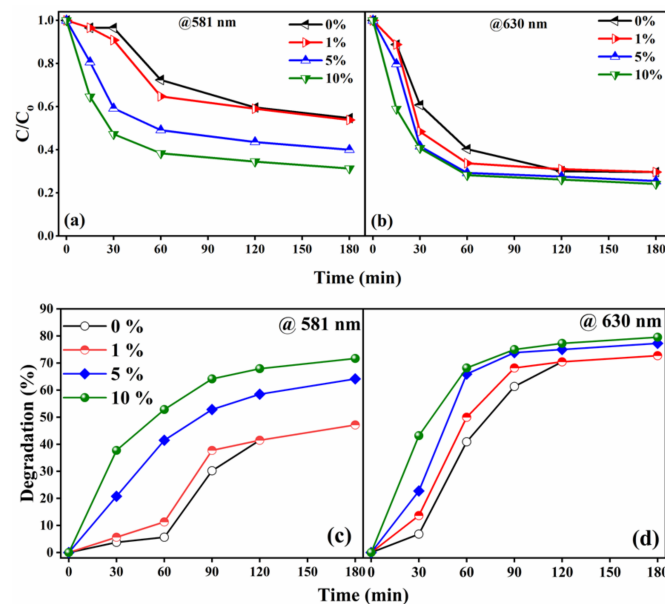 @581 nm
0%
1%
5%
10%
@630 nm
0%
1%
5%
10%
C/Co
1.0
0.8
0.6
0.4
0.2
0.0
(a)
(b)
0 30 60 90 120 150 180
0 30 60 90 120 150 180
Time (min)
@ 581 nm
0 %
1 %
5 %
10 %
@ 630 nm
Degradation (%)
90
80
70
60
50
40
30
20
10
0
(c)
(d)
0 30 60 90 120 150 180
0 30 60 90 120 150 180
Time (min)